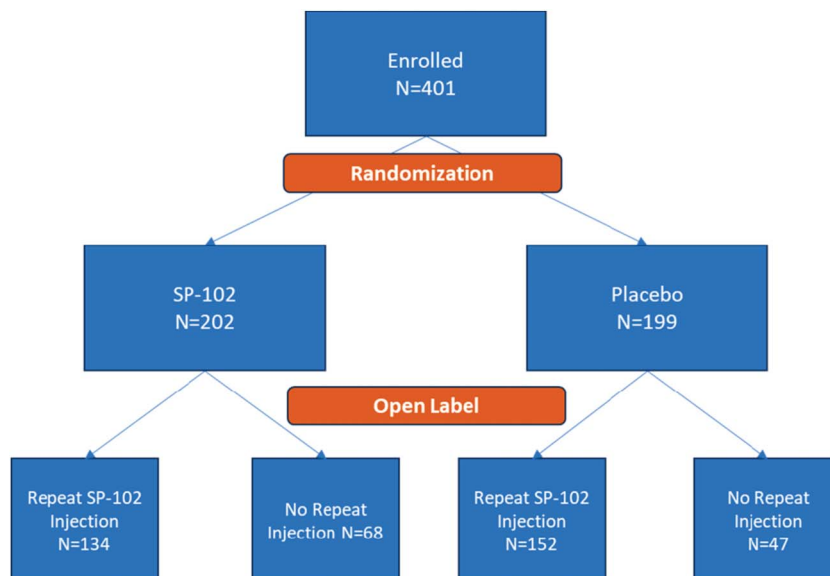 Enrolled
N=401
Randomization
SP-102
N=202
Placebo
N=199
Open Label
Repeat SP-102
Injection
N=134
No Repeat
Injection N=68
Repeat SP-102
Injection
N=152
No Repeat
Injection
N=47